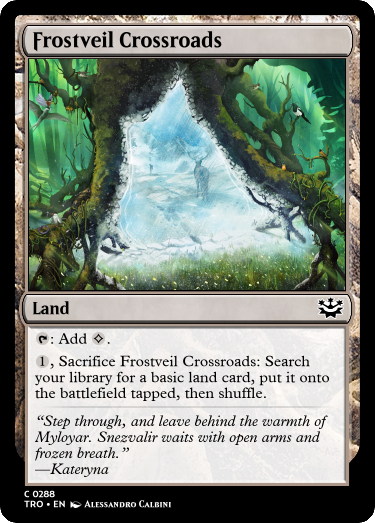 Frostveil Crossroads
Land
: Add .
1, Sacrifice Frostveil Crossroads: Search
your library for a basic land card, put it onto
the battlefield tapped, then shuffle.
“Step through, and leave behind the warmth of
Myloyar. Snezvalir waits with open arms and
frozen breath.”
—Kateryna
C 0288
TRO • EN Alessandro Calbini